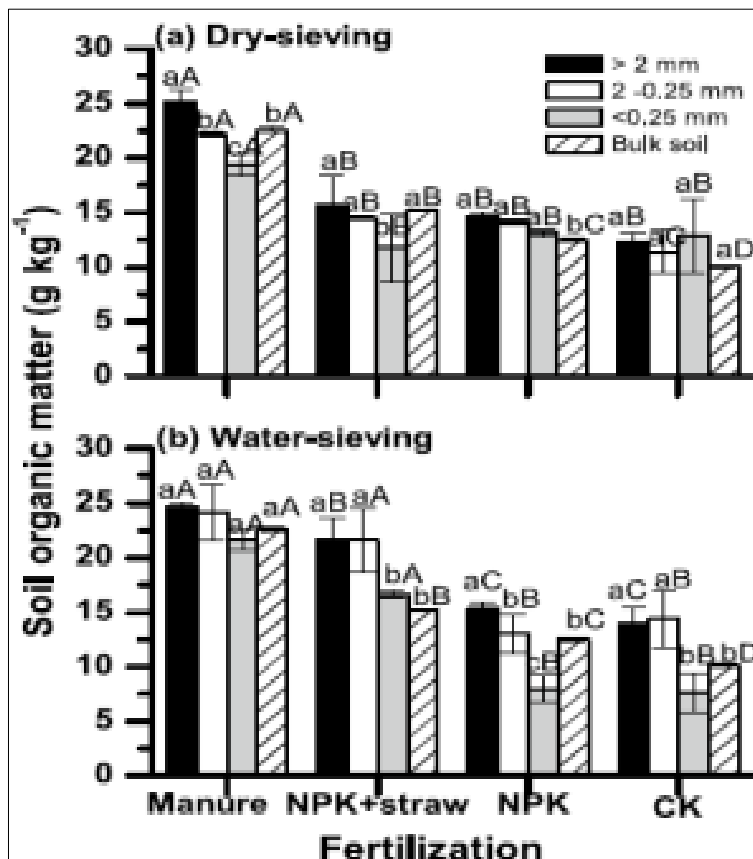 (a) Dry-sieving
> 2 mm
2 -0.25 mm
<0.25 mm
Bulk soil
30
25
20
15
10
5
0
aA
bA
cA
bA
aB
aB
bB
aB
aB
aB
aB
bC
aB
aC
aB
aD
Soil organic matter (g kg⁻¹)
(b) Water-sieving
30
25
20
15
10
5
0
aA
aA
aA
aA
aB
aA
bA
bB
aC
bB
cB
bC
aC
aB
bB
bD
Manure NPK+straw NPK CK
Fertilization